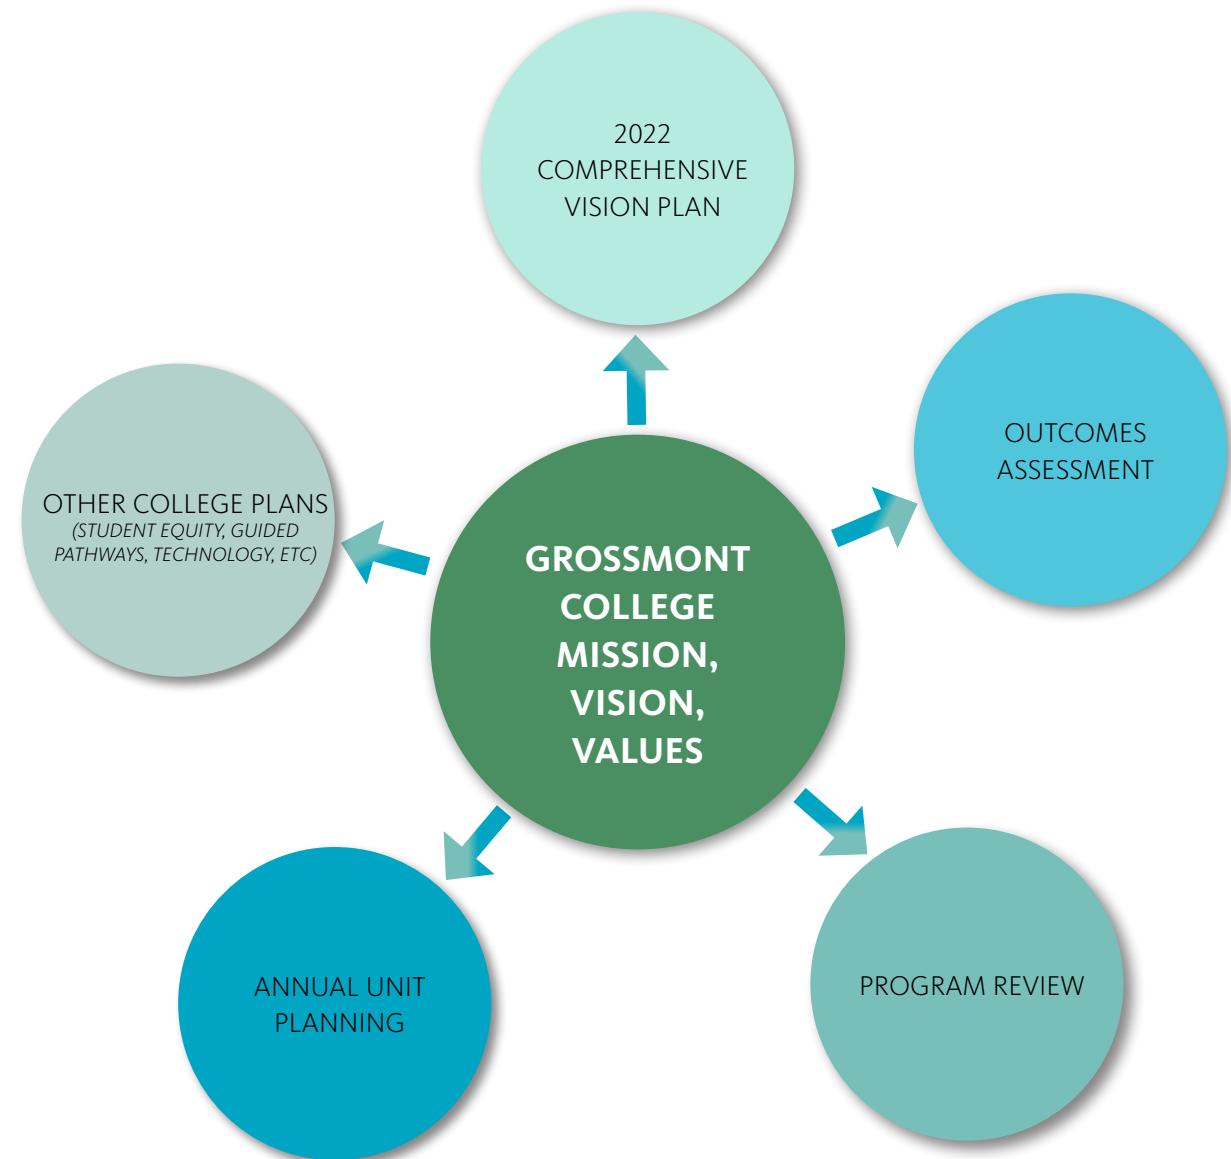 2022
COMPREHENSIVE
VISION PLAN
OUTCOMES
ASSESSMENT
OTHER COLLEGE PLANS
(STUDENT EQUITY, GUIDED
PATHWAYS, TECHNOLOGY, ETC)
GROSSMONT
COLLEGE
MISSION,
VISION,
VALUES
ANNUAL UNIT
PLANNING
PROGRAM REVIEW